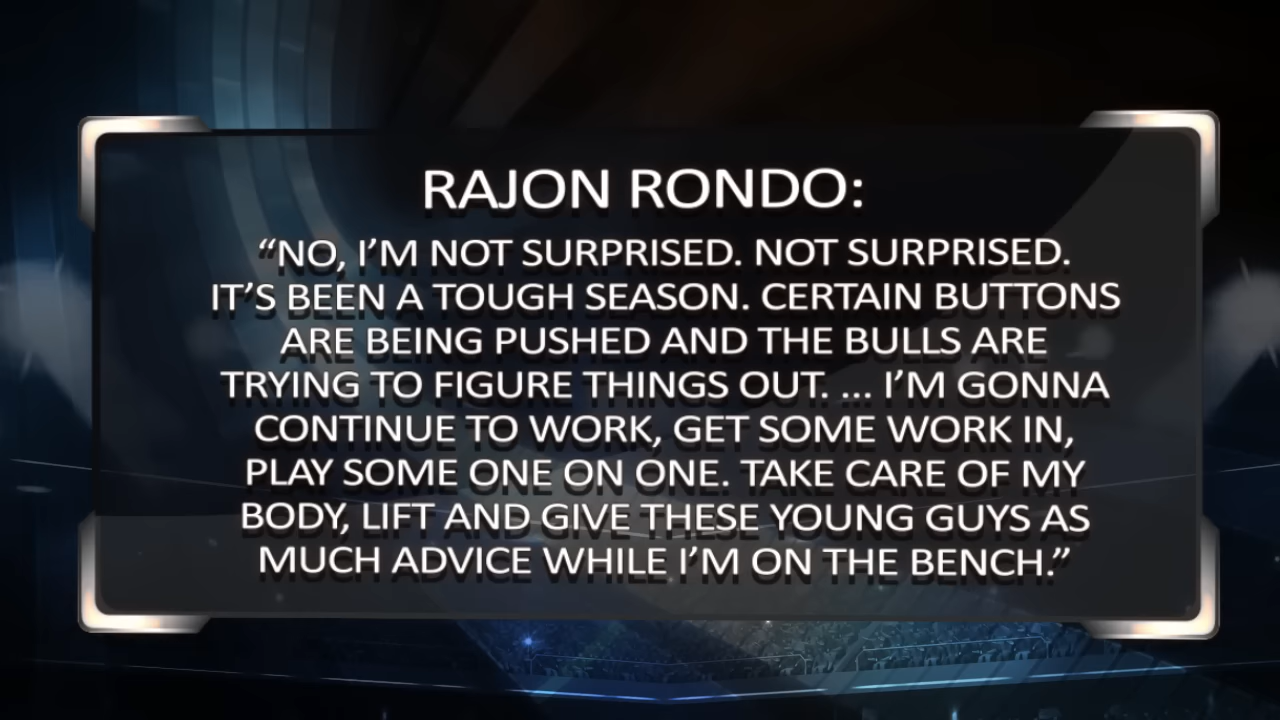 RAJON RONDO:
“NO, I’M NOT SURPRISED. NOT SURPRISED.
IT’S BEEN A TOUGH SEASON. CERTAIN BUTTONS
ARE BEING PUSHED AND THE BULLS ARE
TRYING TO FIGURE THINGS OUT. ... I’M GONNA
CONTINUE TO WORK, GET SOME WORK IN,
PLAY SOME ONE ON ONE. TAKE CARE OF MY
BODY, LIFT AND GIVE THESE YOUNG GUYS AS
MUCH ADVICE WHILE I’M ON THE BENCH.”